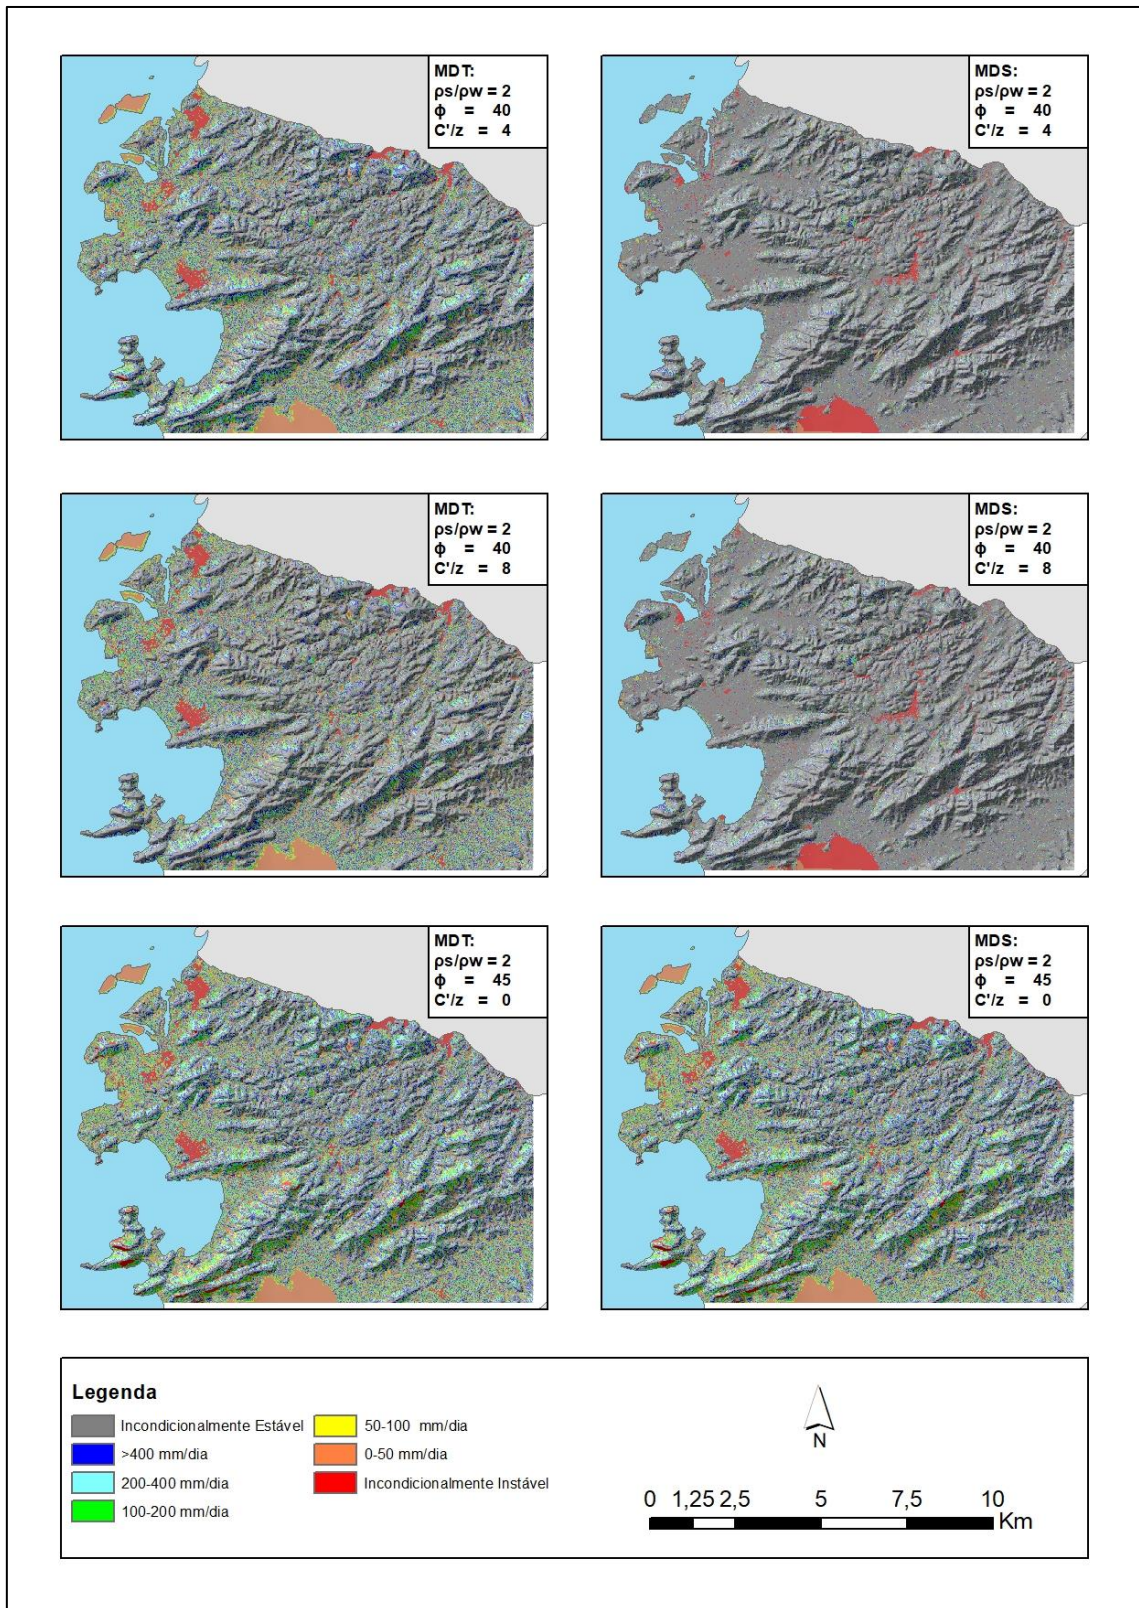 MDT:
ρs/ρw = 2
ϕ = 40
C'/z = 4
MDS:
ρs/ρw = 2
ϕ = 40
C'/z = 4
MDT:
ρs/ρw = 2
ϕ = 40
C'/z = 8
MDS:
ρs/ρw = 2
ϕ = 40
C'/z = 8
MDT:
ρs/ρw = 2
ϕ = 45
C'/z = 0
MDS:
ρs/ρw = 2
ϕ = 45
C'/z = 0
Legenda
Incondicionalmente Estável
>400 mm/dia
200-400 mm/dia
100-200 mm/dia
50-100 mm/dia
0-50 mm/dia
Incondicionalmente Instável
N
0 1,25 2,5 5 7,5 10
Km